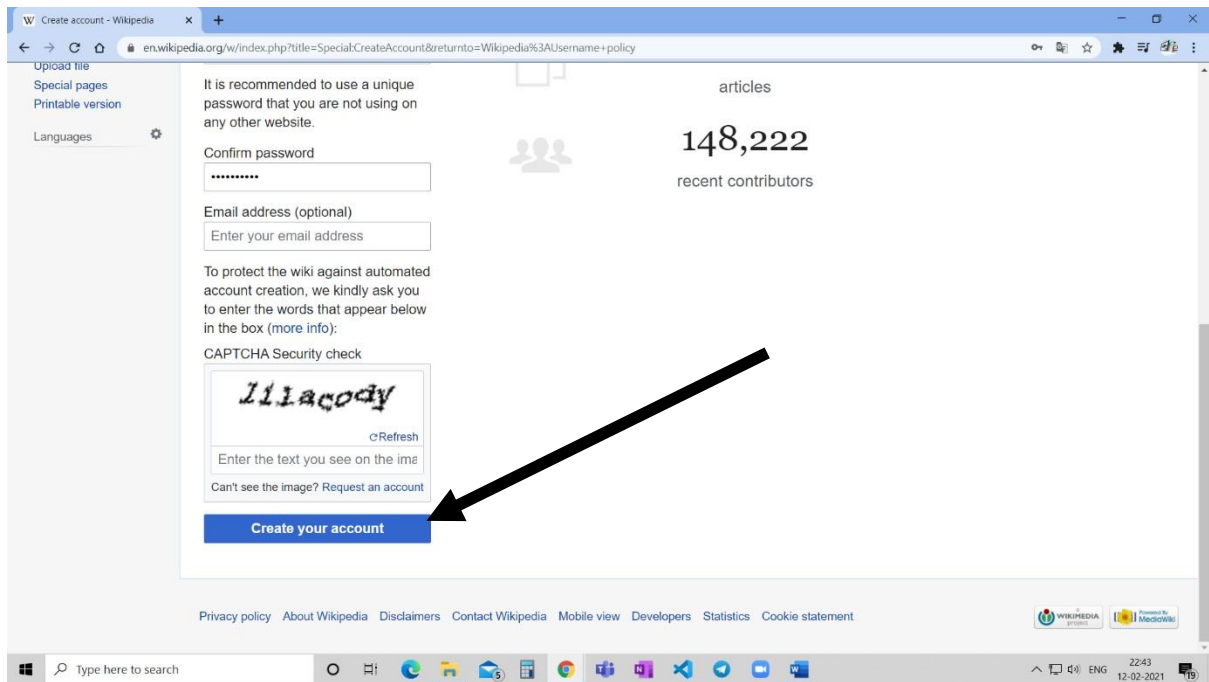 Create account - Wikipedia
en.wikipedia.org/w/index.php?title=Special:CreateAccount&returnto=Wikipedia%3AUsername+policy
Upload file
Special pages
Printable version
Languages
It is recommended to use a unique
password that you are not using on
any other website.
Confirm password
••••••••••
Email address (optional)
Enter your email address
To protect the wiki against automated
account creation, we kindly ask you
to enter the words that appear below
in the box (more info):
CAPTCHA Security check
Refresh
Enter the text you see on the ima
Can't see the image? Request an account
Create your account
articles
148,222
recent contributors
Privacy policy About Wikipedia Disclaimers Contact Wikipedia Mobile view Developers Statistics Cookie statement
A WIKIMEDIA project
Powered By MediaWiki
Type here to search
5
ENG
22:43
12-02-2021
19